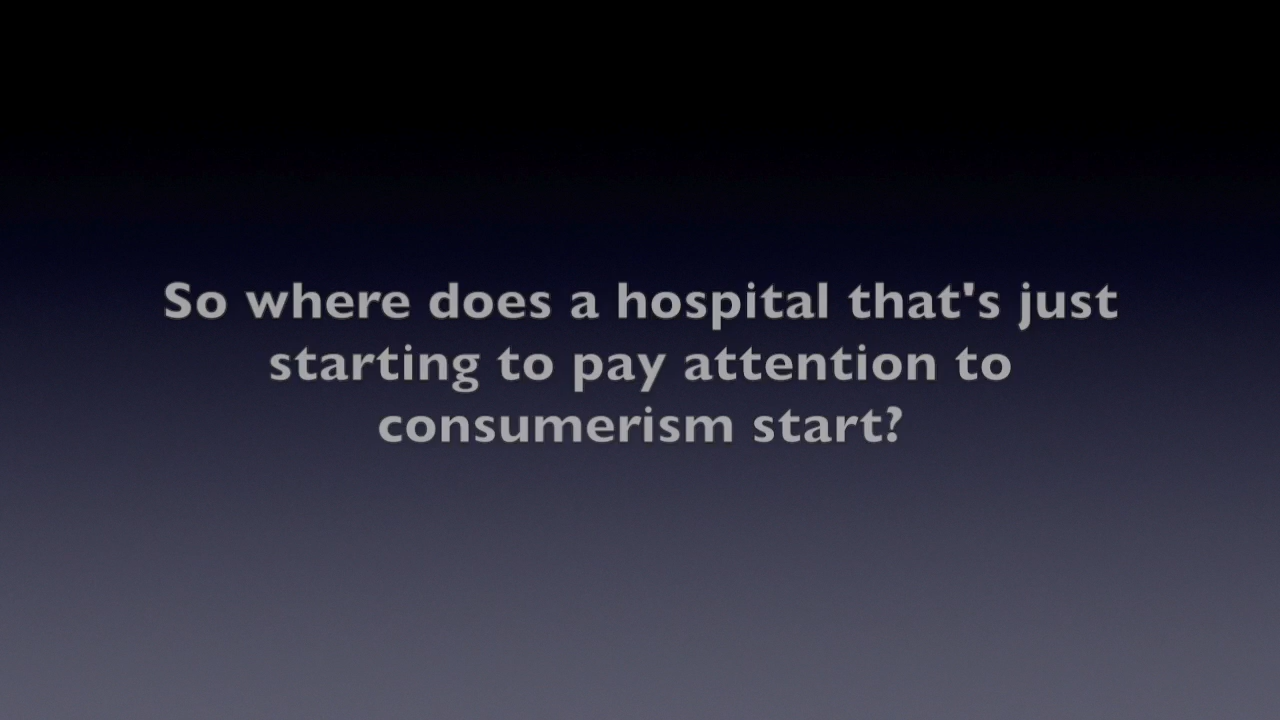 So where does a hospital that's just
starting to pay attention to
consumerism start?